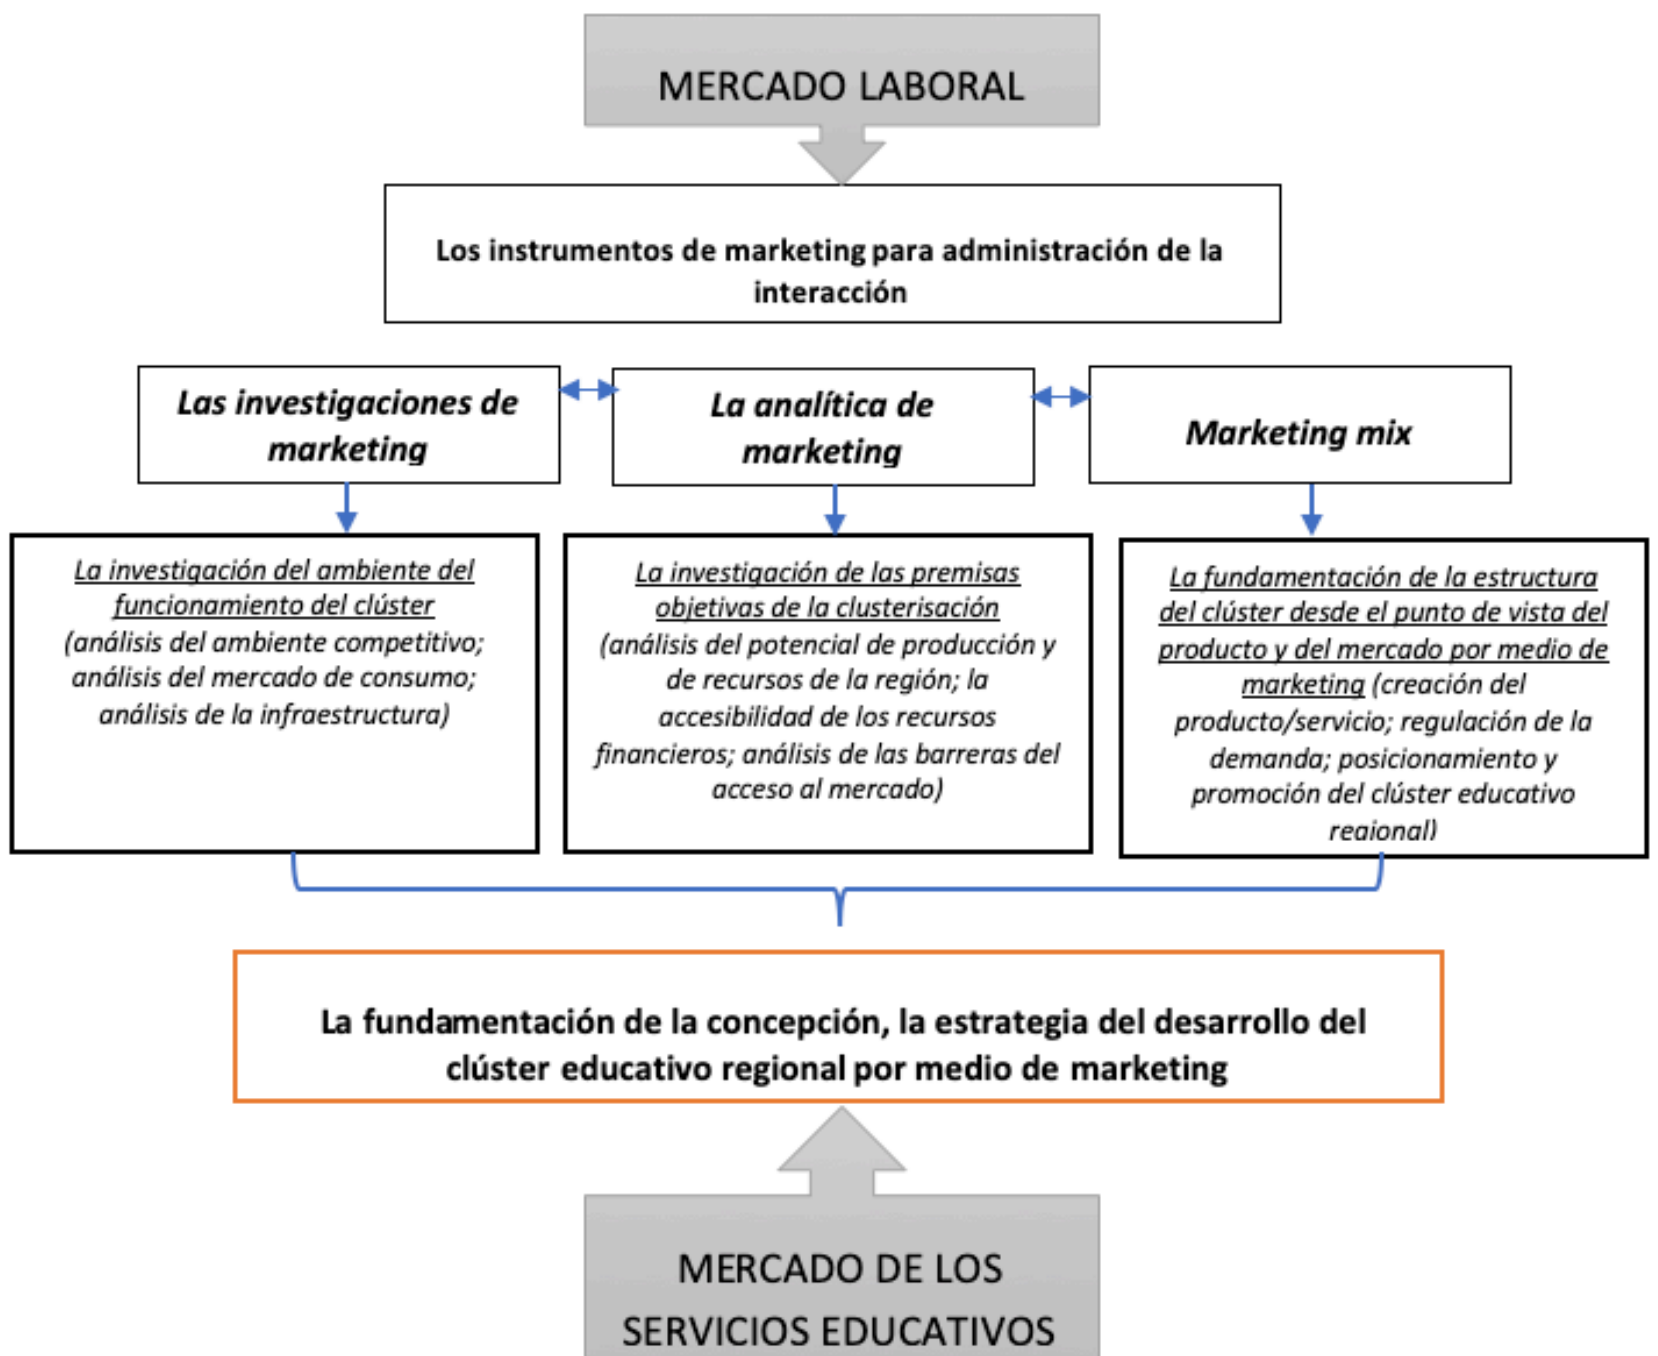 MERCADO LABORAL
Los instrumentos de marketing para administración de la
interacción
Las investigaciones de
marketing
La analítica de
marketing
Marketing mix
La investigación del ambiente del
funcionamiento del clúster
(análisis del ambiente competitivo;
análisis del mercado de consumo;
análisis de la infraestructura)
La investigación de las premisas
objetivas de la clusterisación
(análisis del potencial de producción y
de recursos de la región; la
accesibilidad de los recursos
financieros; análisis de las barreras del
acceso al mercado)
La fundamentación de la estructura
del clúster desde el punto de vista del
producto y del mercado por medio de
marketing (creación del
producto/servicio; regulación de la
demanda; posicionamiento y
promoción del clúster educativo
regional)
La fundamentación de la concepción, la estrategia del desarrollo del
clúster educativo regional por medio de marketing
MERCADO DE LOS
SERVICIOS EDUCATIVOS